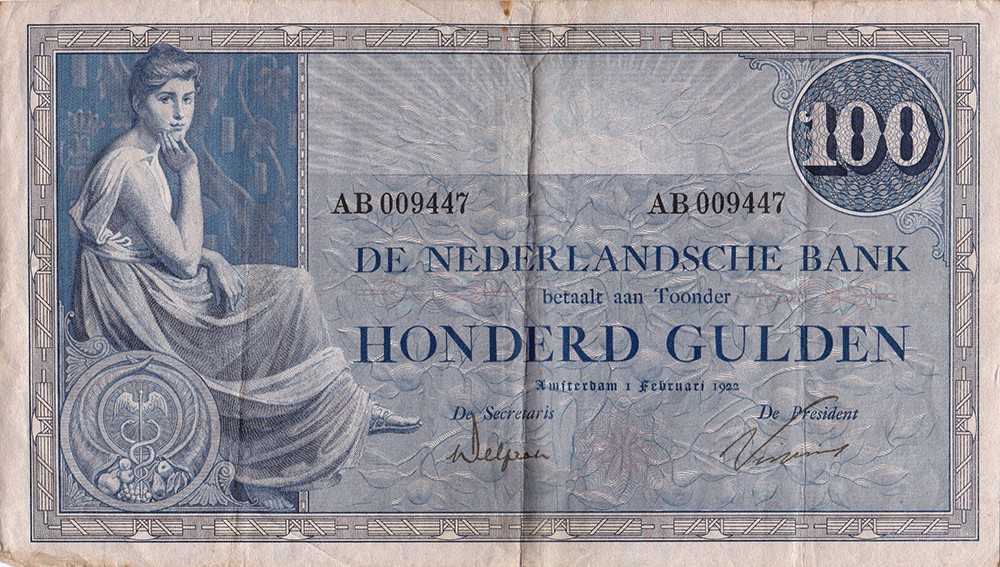 100
AB 009447 AB 009447
DE NEDERLANDSCHE BANK
betaalt aan Toonder
HONDERD GULDEN
Amsterdam 1 Februari 1922
De Secretaris De President